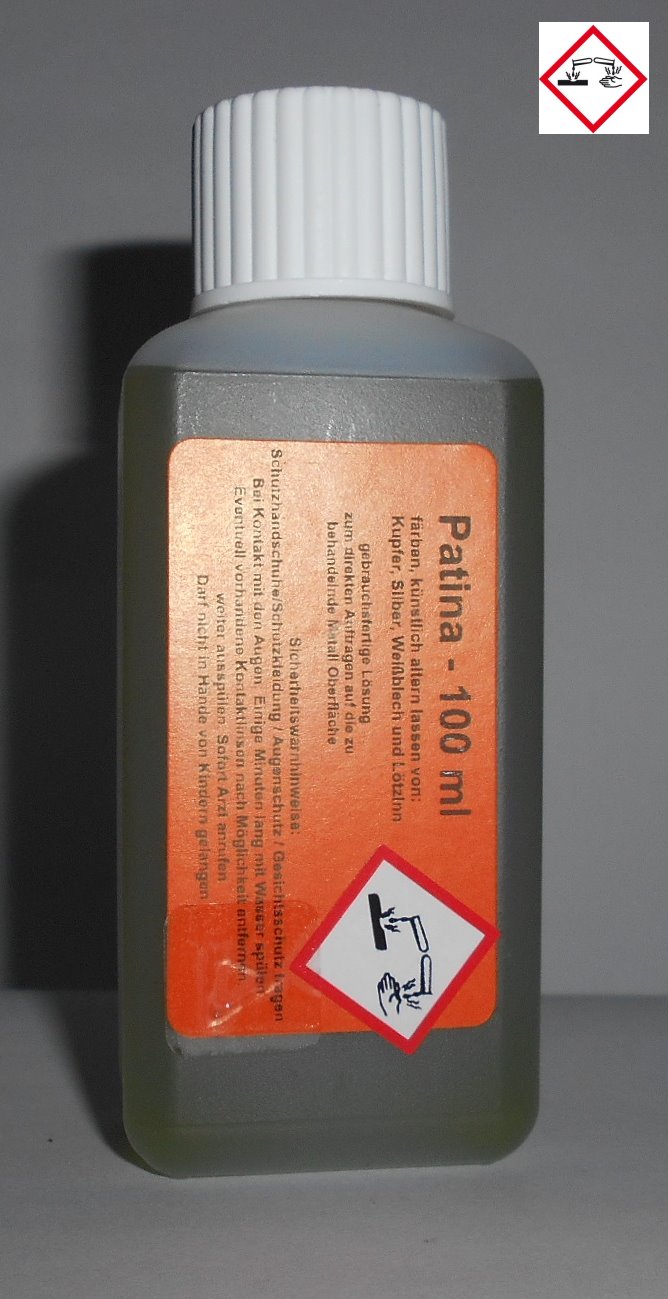 Patina - 100 ml
färben, künstlich altern lassen von:
Kupfer, Silber, Weißblech und Lötzinn
gebrauchsfertige Lösung
zum direkten Auftragen auf die zu
behandelnde Metall Oberfläche
Sicherheitswarnhinweise:
Schutzhandschuhe/Schutzkleidung / Augenschutz / Gesichtsschutz tragen
Bei Kontakt mit den Augen Einige Minuten lang mit Wasser spülen
Eventuell vorhandene Kontaktlinsen nach Möglichkeit entfernen
weiter ausspülen Sofort Arzt anrufen
Darf nicht in Hände von Kindern gelangen